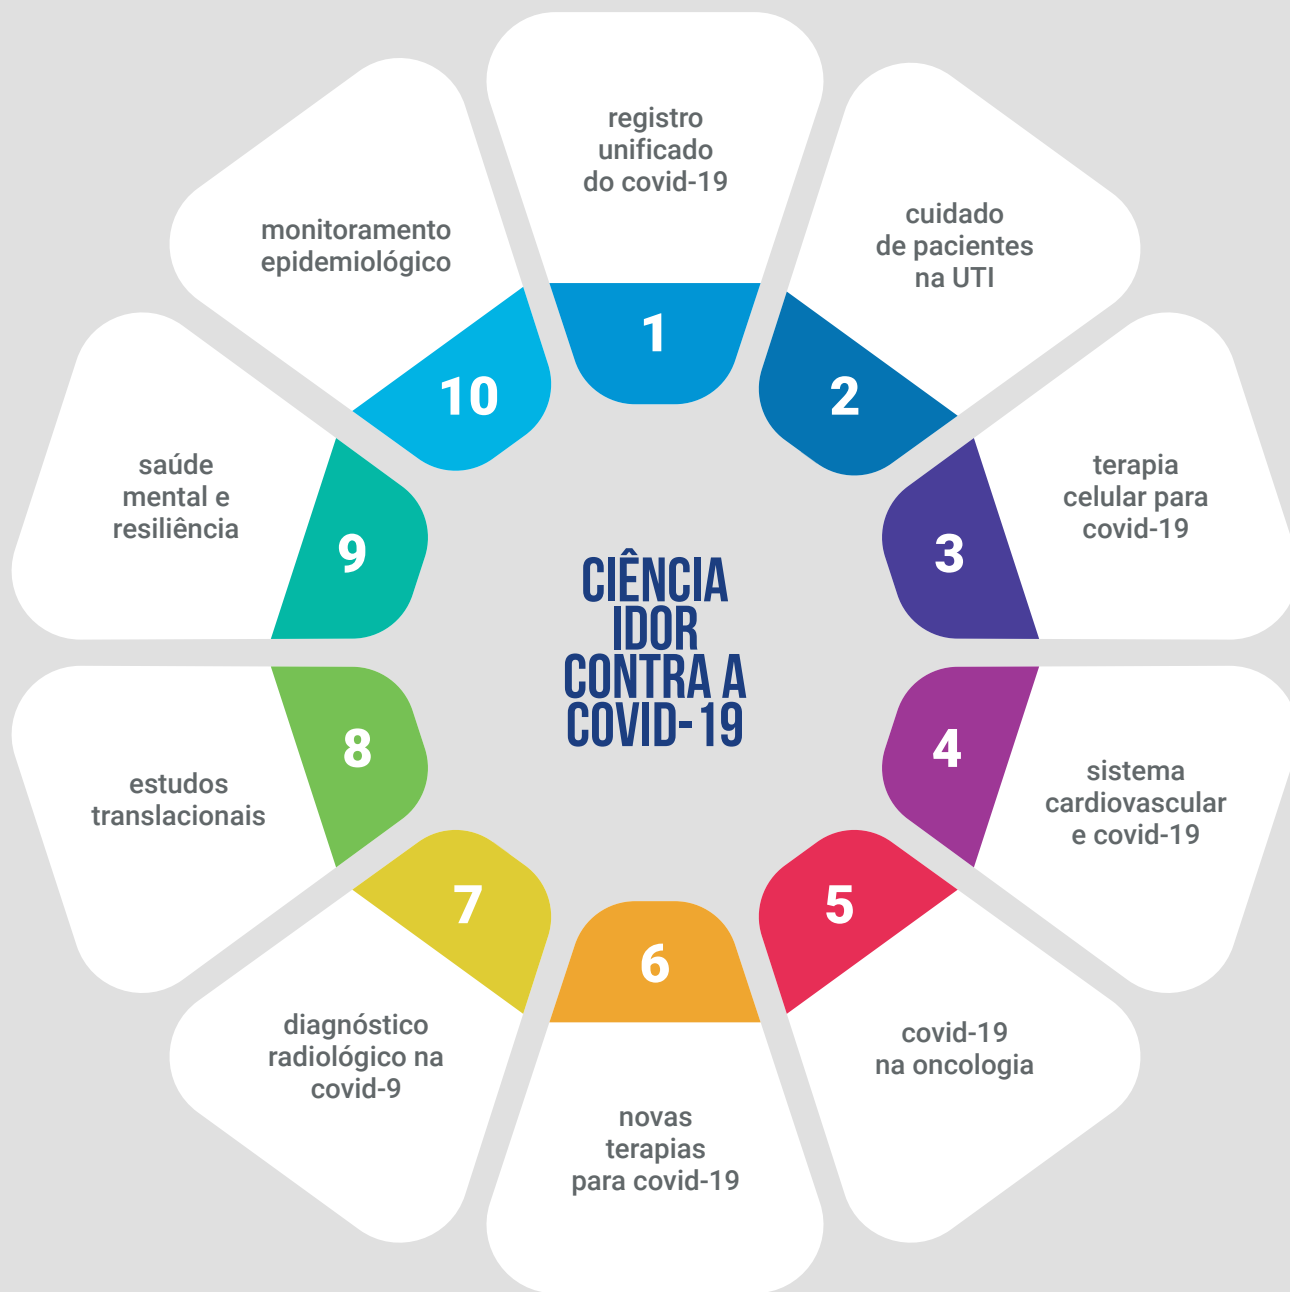 CIÊNCIA
IDOR
CONTRA A
COVID-19
1
registro
unificado
do covid-19
2
cuidado
de pacientes
na UTI
3
terapia
celular para
covid-19
4
sistema
cardiovascular
e covid-19
5
covid-19
na oncologia
6
novas
terapias
para covid-19
7
diagnóstico
radiológico na
covid-9
8
estudos
translacionais
9
saúde
mental e
resiliência
10
monitoramento
epidemiológico